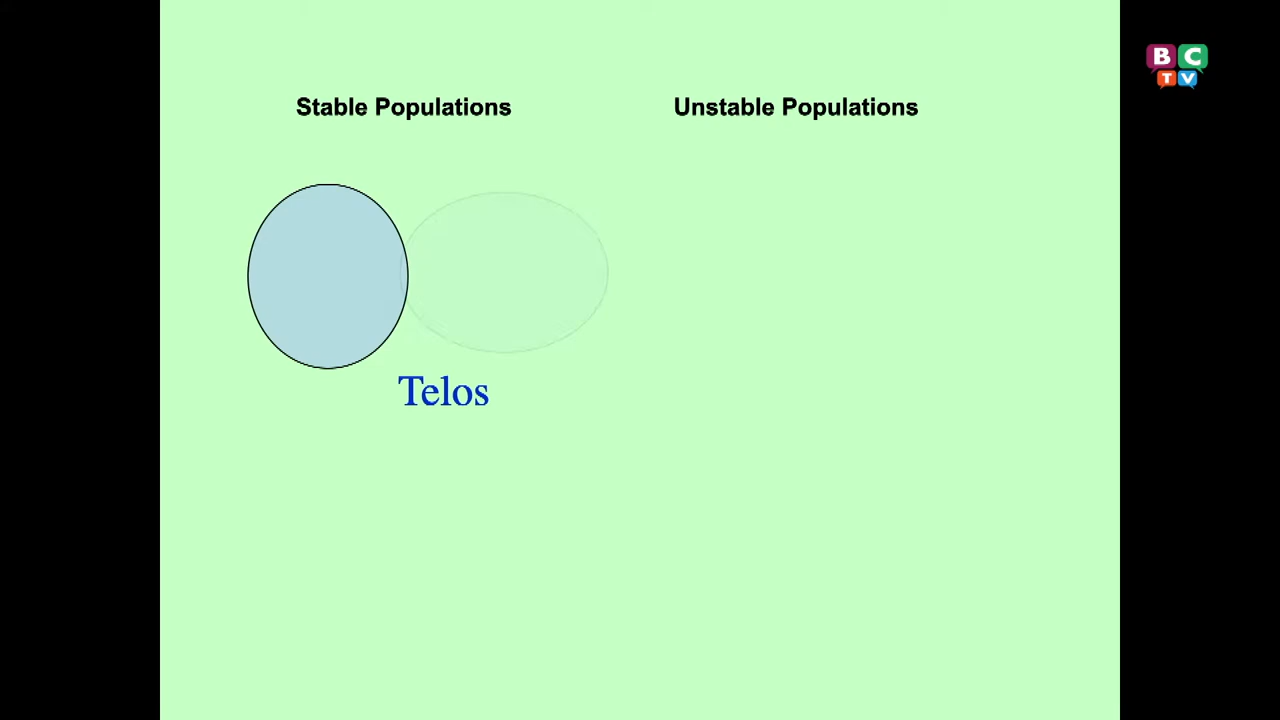 BC
TV
Stable Populations
Unstable Populations
Telos